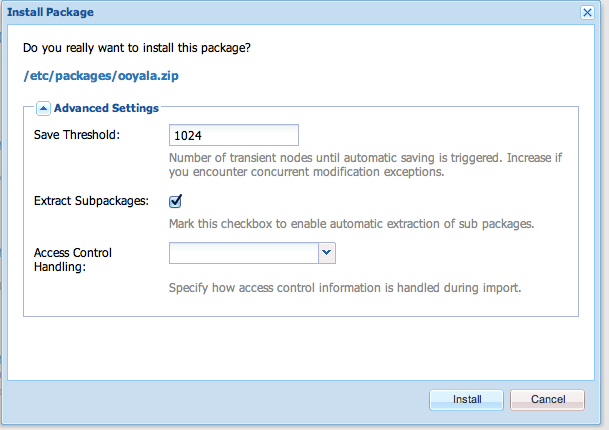 Install Package
Do you really want to install this package?
/etc/packages/ooyala.zip
Advanced Settings
Save Threshold: 1024
Number of transient nodes until automatic saving is triggered. Increase if
you encounter concurrent modification exceptions.
Extract Subpackages:
Mark this checkbox to enable automatic extraction of sub packages.
Access Control
Handling:
Specify how access control information is handled during import.
Install Cancel